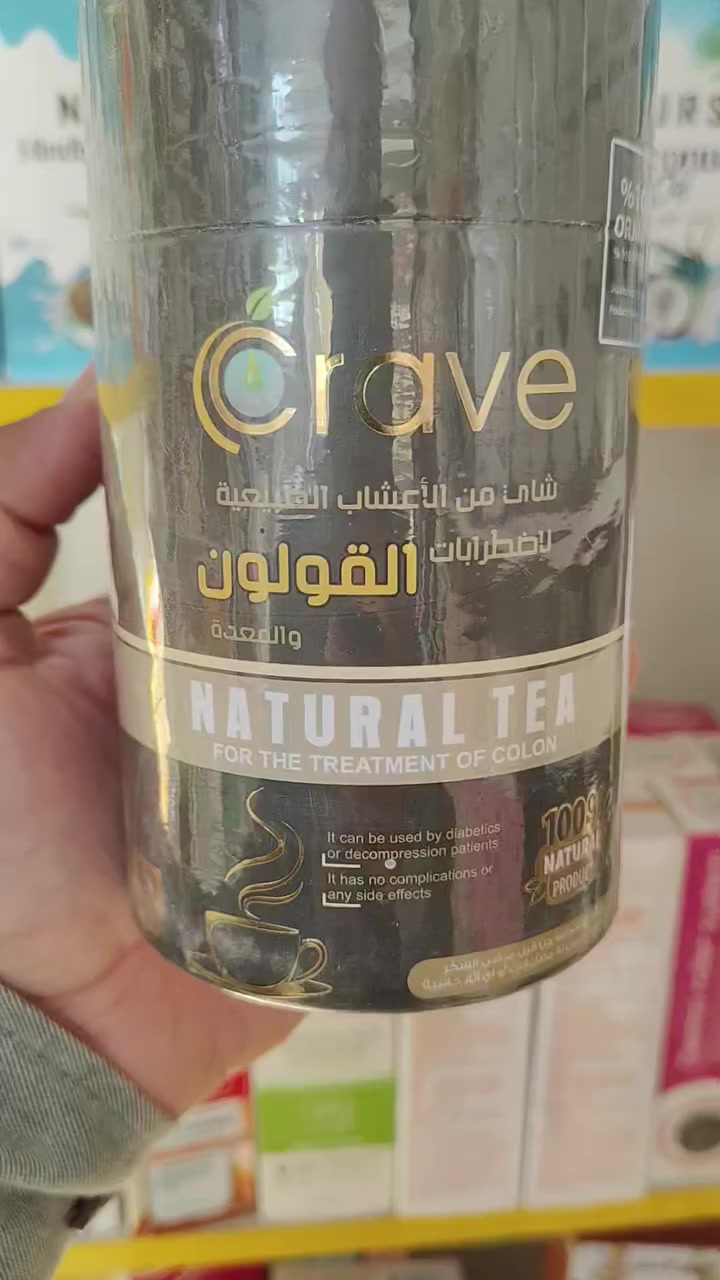 Crave
شاي من الأعشاب الطبيعية
لإضطرابات القولون
والمعدة
NATURAL TEA
FOR THE TREATMENT OF COLON
It can be used by diabetics
or decompression patients
It has no complications or
any side effects
100%
NATURAL
PRODUCT